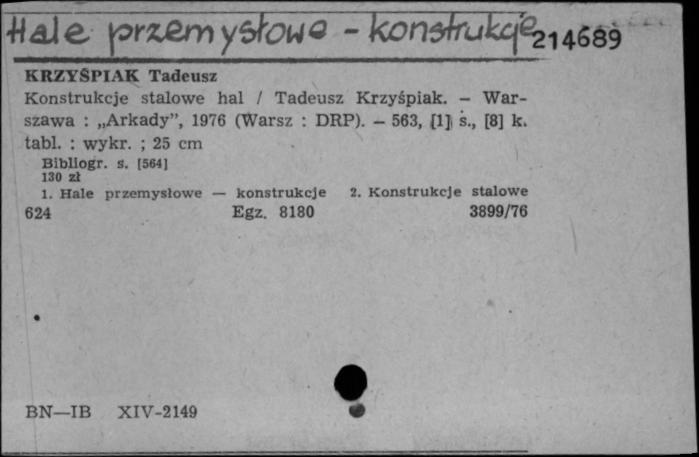 Hale przemysłowe - konstrukcje 214689
KRZYŚPIAK Tadeusz
Konstrukcje stalowe hal / Tadeusz Krzyśpiak. — War-
szawa : „Arkady”, 1976 (Warsz : DRP). — 563, [1] s., [8] k.
tabl. : wykr. ; 25 cm
Bibliogr. s. [564]
130 zł
1. Hale przemysłowe — konstrukcje 2. Konstrukcje stalowe
624 Egz. 8180 3899/76
BN—IB XIV-2149